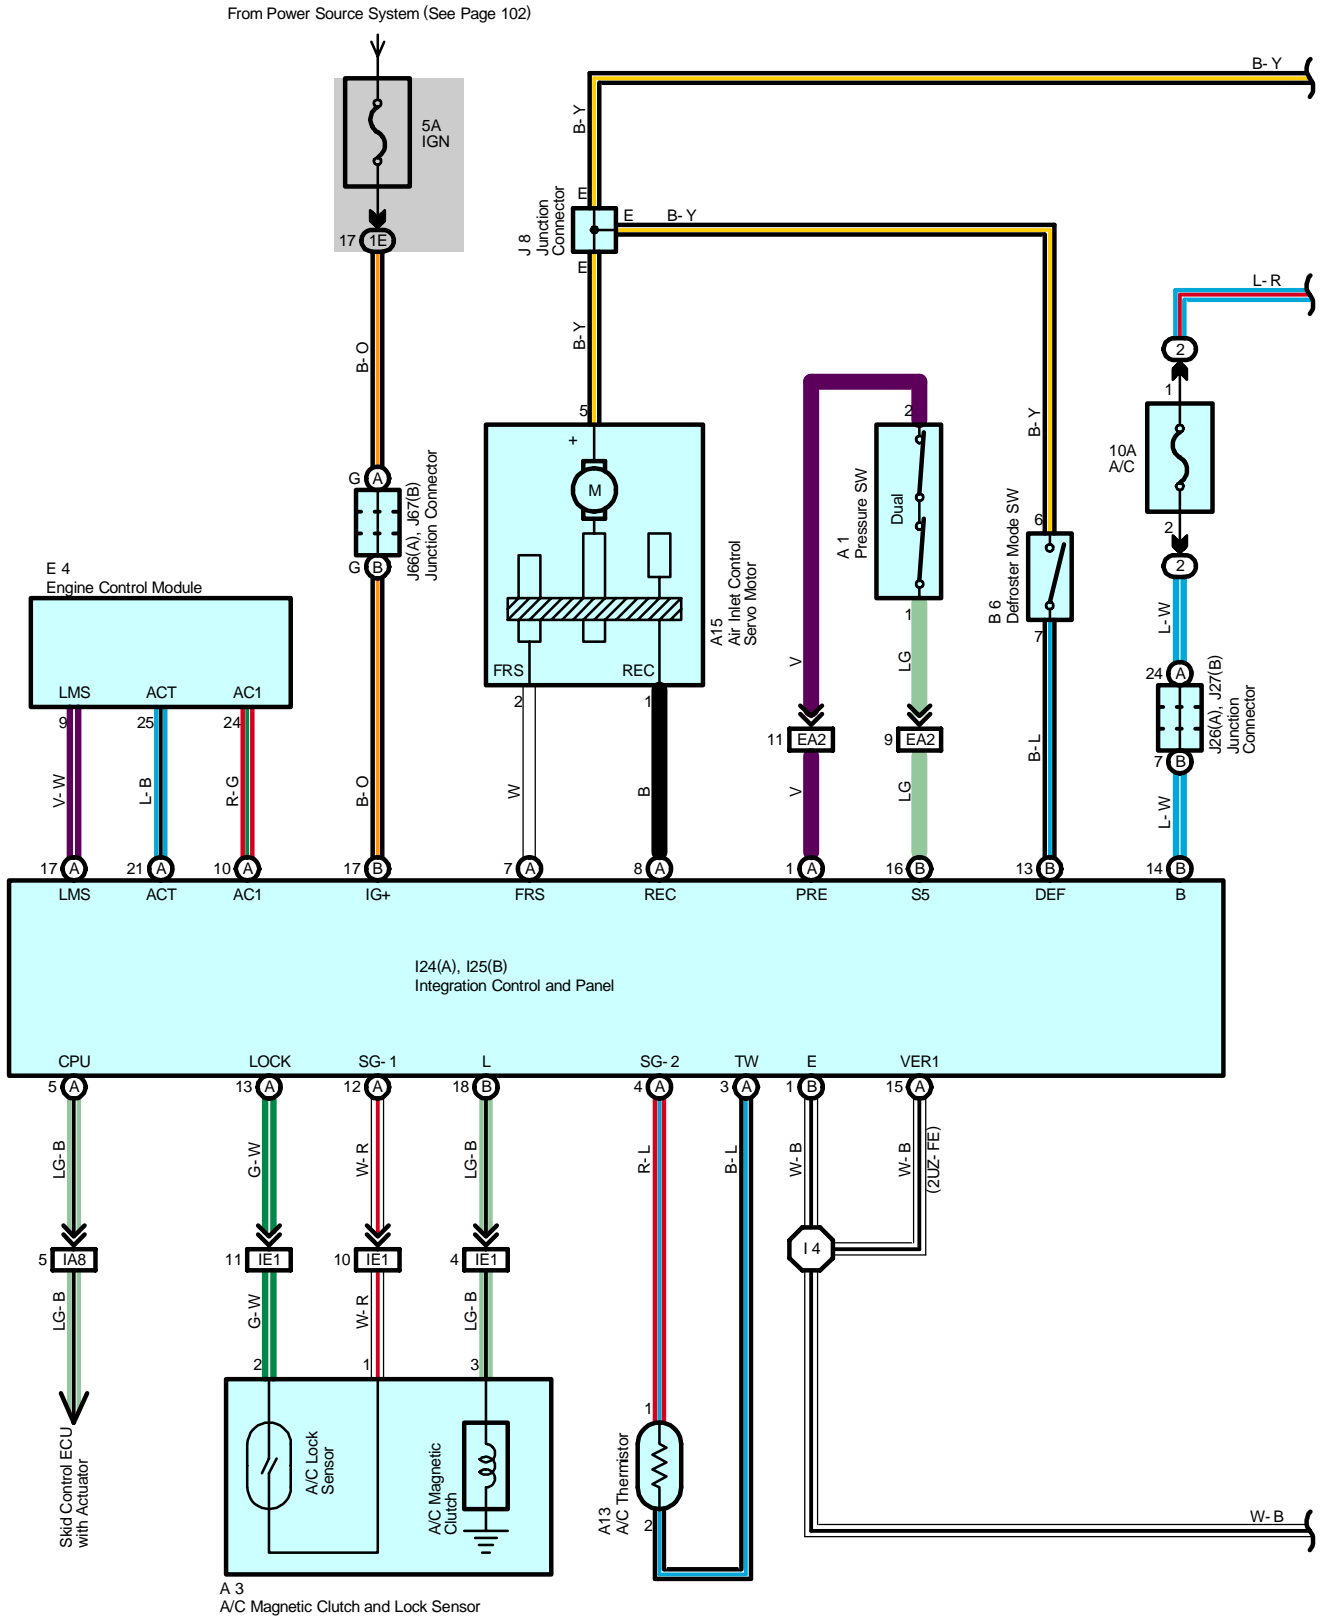 From Power Source System (See Page 102)
5A
IGN
17 1E
B-Y
B-Y
E
J 8
Junction
Connector
E
B-Y
E
B-Y
L-R
2
1
10A
A/C
2
2
L-W
24 A
J26(A), J27(B)
Junction
Connector
7 B
L-W
B-O
G A
J66(A), J67(B)
Junction Connector
G B
B-O
5
+
M
FRS
REC
A15
Air Inlet Control
Servo Motor
2
1
W
B
2
Dual
A 1
Pressure SW
1
V
LG
11 EA2
9 EA2
V
LG
B-Y
6
B 6
Defroster Mode SW
7
B-L
E 4
Engine Control Module
LMS
ACT
AC1
9
25
24
V-W
L-B
R-G
17 A
21 A
10 A
17 B
7 A
8 A
1 A
16 B
13 B
14 B
LMS
ACT
AC1
IG+
FRS
REC
PRE
S5
DEF
B
I24(A), I25(B)
Integration Control and Panel
CPU
LOCK
SG-1
L
SG-2
TW
E
VER1
5 A
13 A
12 A
18 B
4 A
3 A
1 B
15 A
LG-B
G-W
W-R
LG-B
R-L
B-L
W-B
W-B
(2UZ-FE)
5 IA8
11 IE1
10 IE1
4 IE1
I 4
LG-B
G-W
W-R
LG-B
2
1
3
A/C Lock
Sensor
A/C Magnetic
Clutch
1
A13
A/C Thermistor
2
Skid Control ECU
with Actuator
W-B
A 3
A/C Magnetic Clutch and Lock Sensor